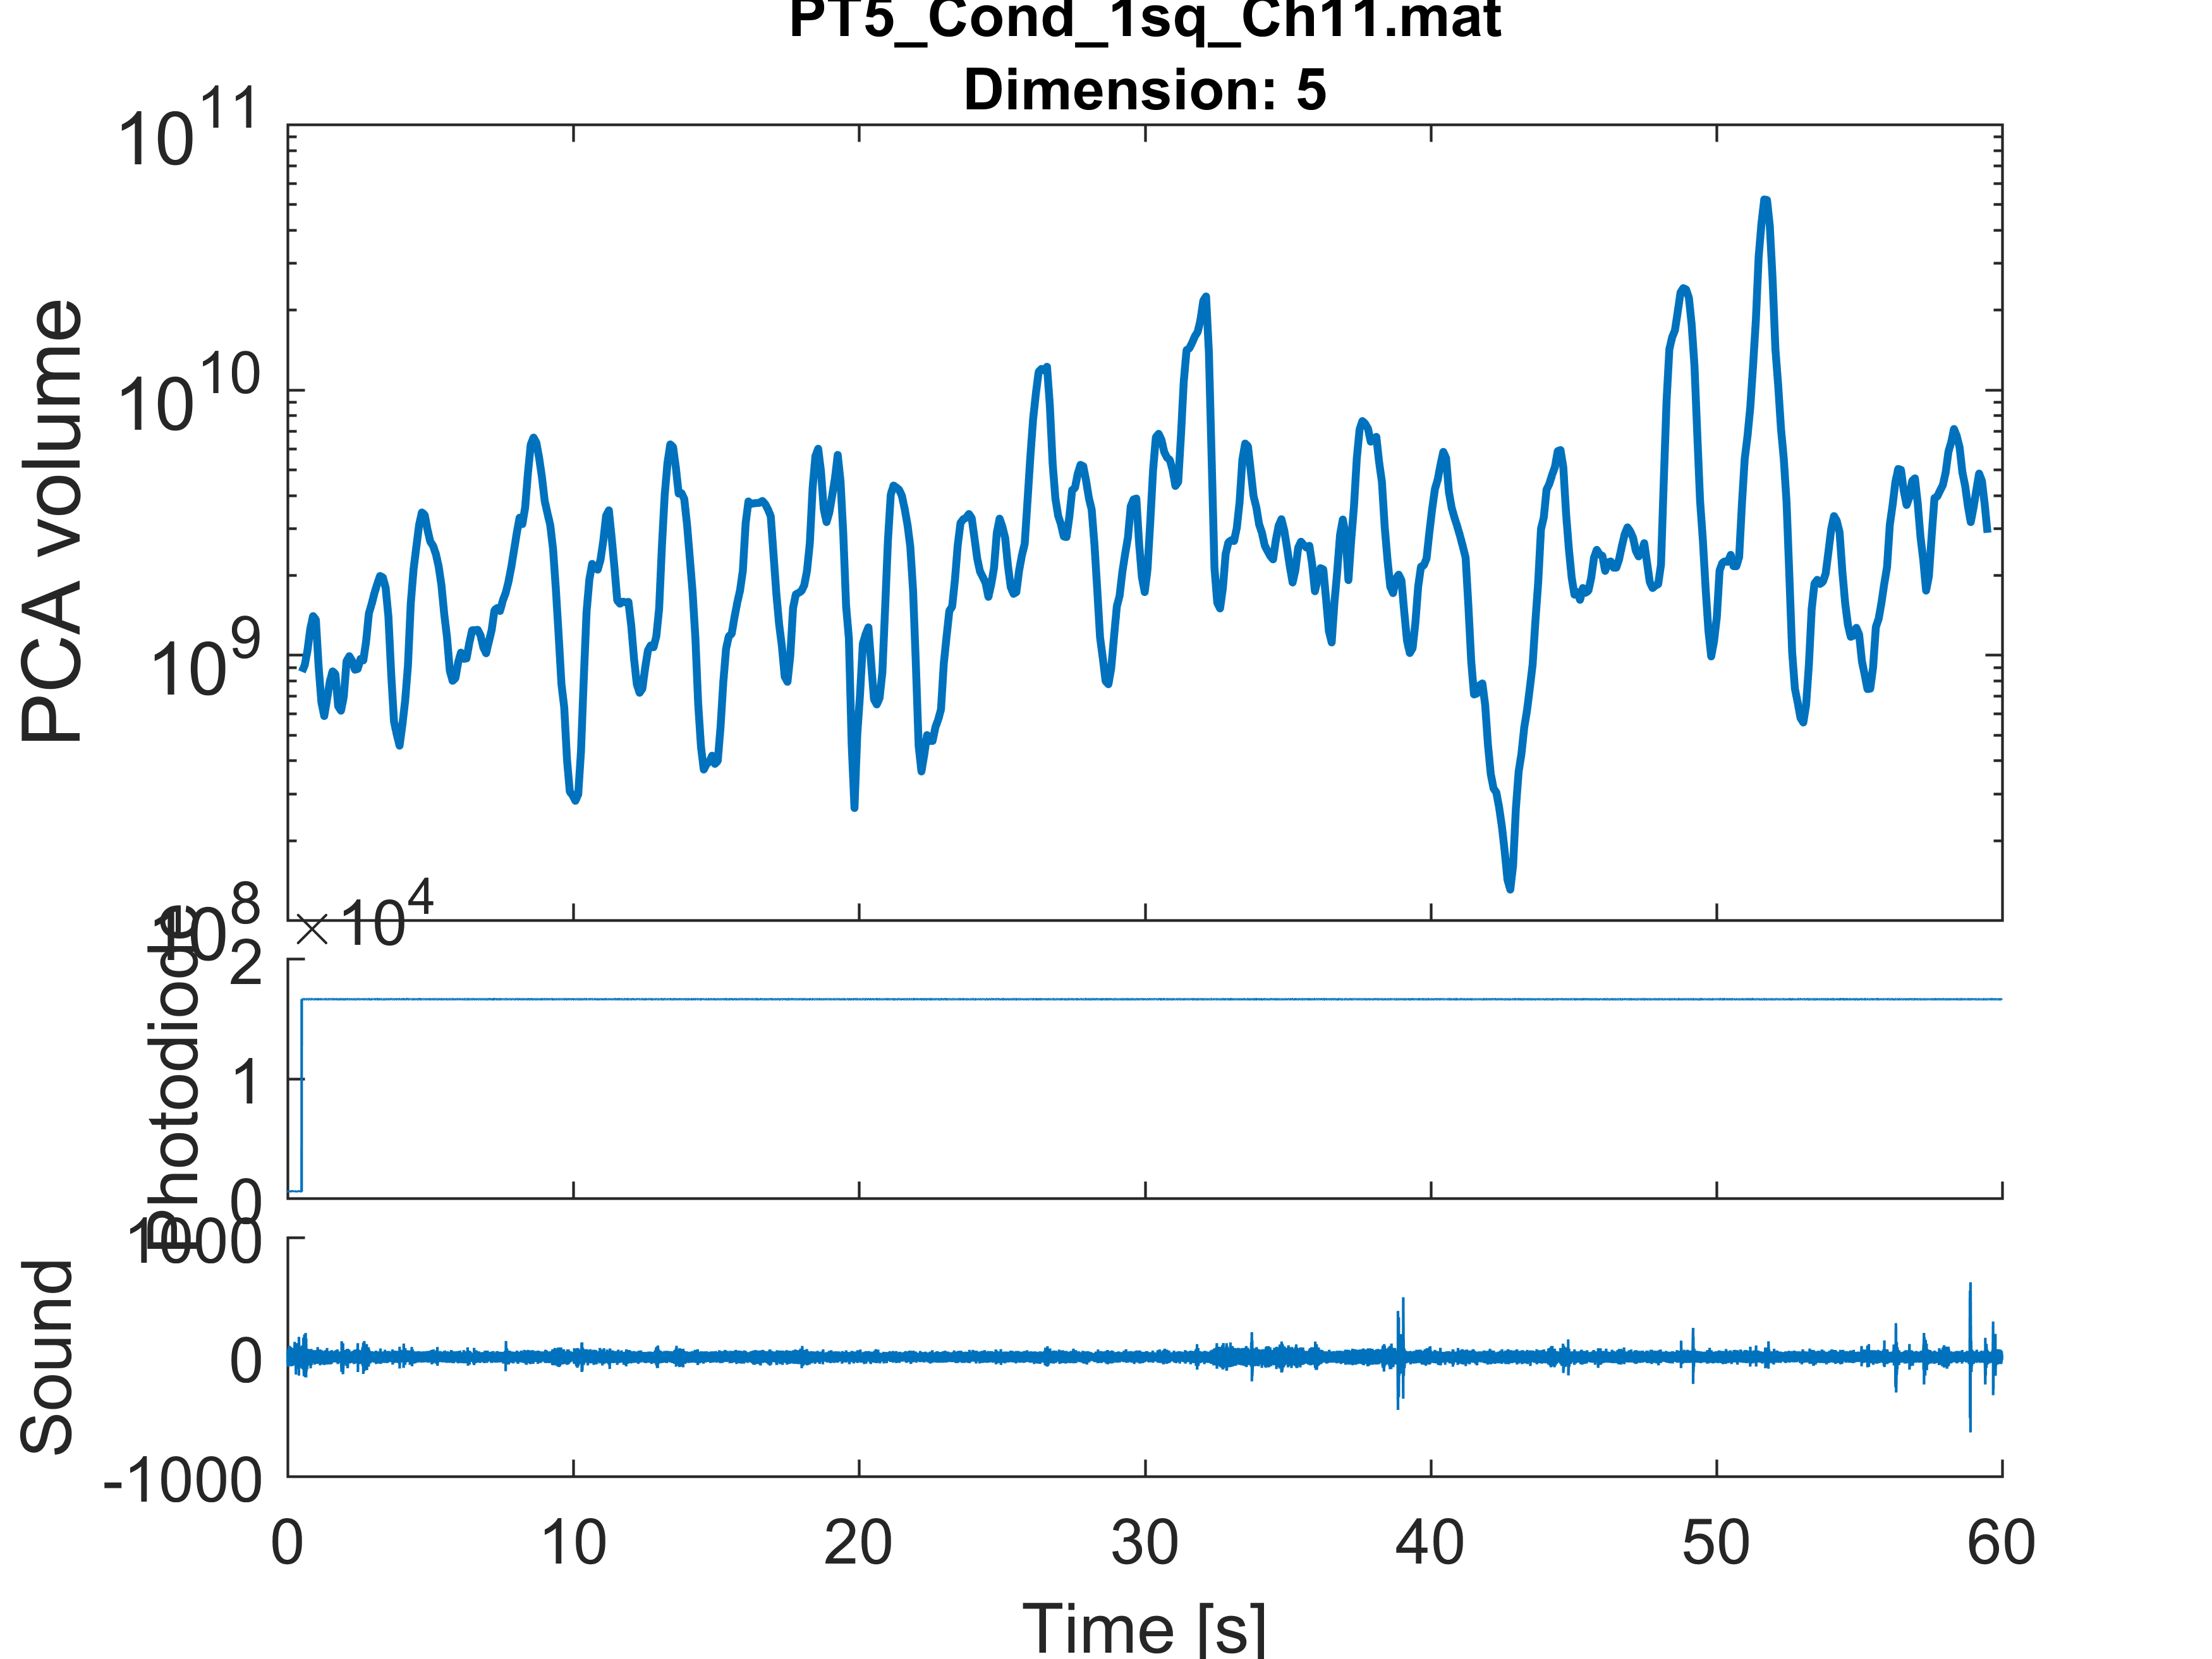 PT5_Cond_1sq_Ch11.mat
Dimension: 5
10^11
10^10
10^9
10^8
PCA volume
×10^4
2
1
0
Photodiode
1000
0
-1000
Sound
0 10 20 30 40 50 60
Time [s]